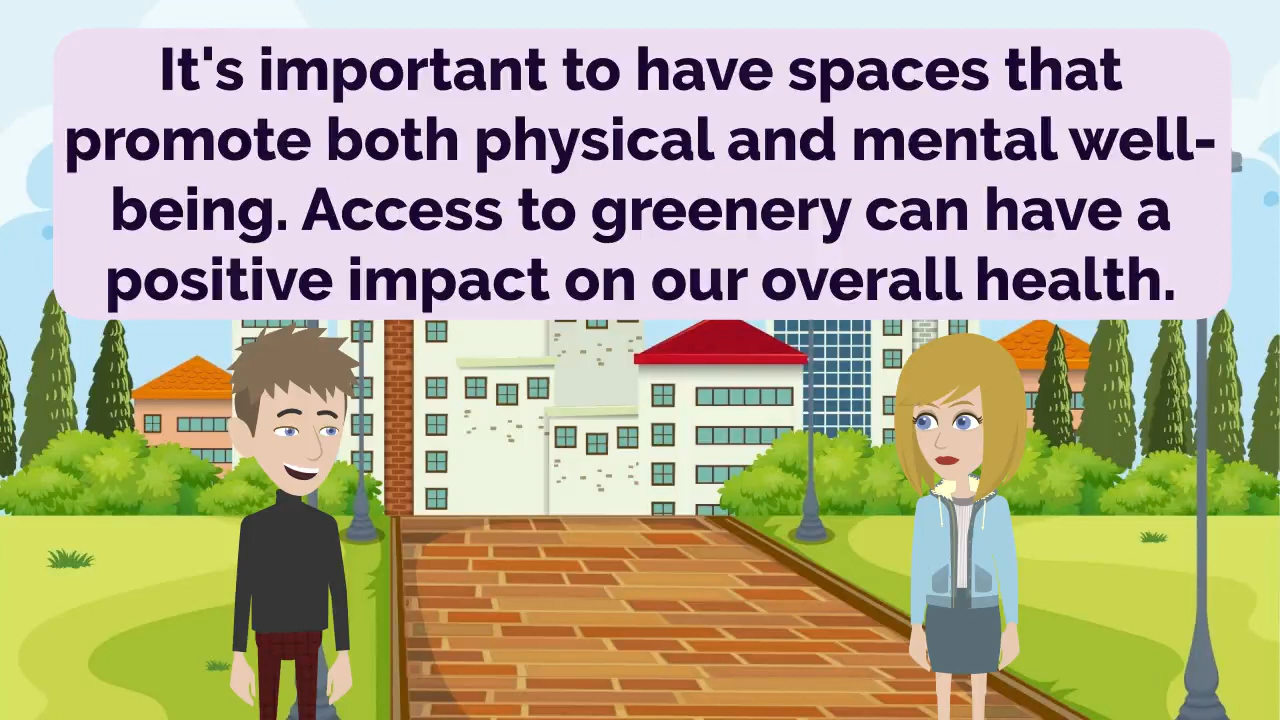 It's important to have spaces that
promote both physical and mental well-
being. Access to greenery can have a
positive impact on our overall health.